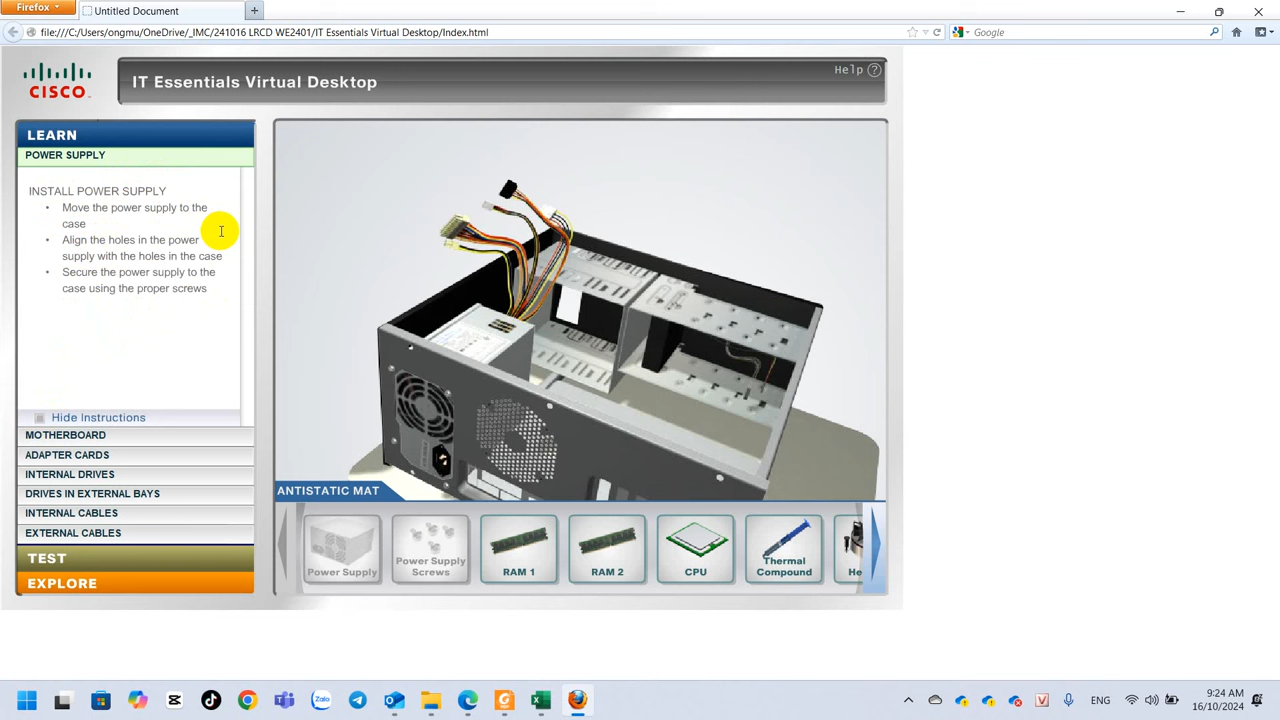 Firefox
Untitled Document
file:///C:/Users/ongmu/OneDrive/_IMC/241016 LRCD WE2401/IT Essentials Virtual Desktop/Index.html
Google
CISCO
IT Essentials Virtual Desktop
Help ?
LEARN
POWER SUPPLY
INSTALL POWER SUPPLY
• Move the power supply to the
case
• Align the holes in the power
supply with the holes in the case
• Secure the power supply to the
case using the proper screws
Hide Instructions
MOTHERBOARD
ADAPTER CARDS
INTERNAL DRIVES
DRIVES IN EXTERNAL BAYS
INTERNAL CABLES
EXTERNAL CABLES
TEST
EXPLORE
ANTISTATIC MAT
Power Supply
Power Supply
Screws
RAM 1
RAM 2
CPU
Thermal
Compound
He
Zalo
ENG
9:24 AM
16/10/2024